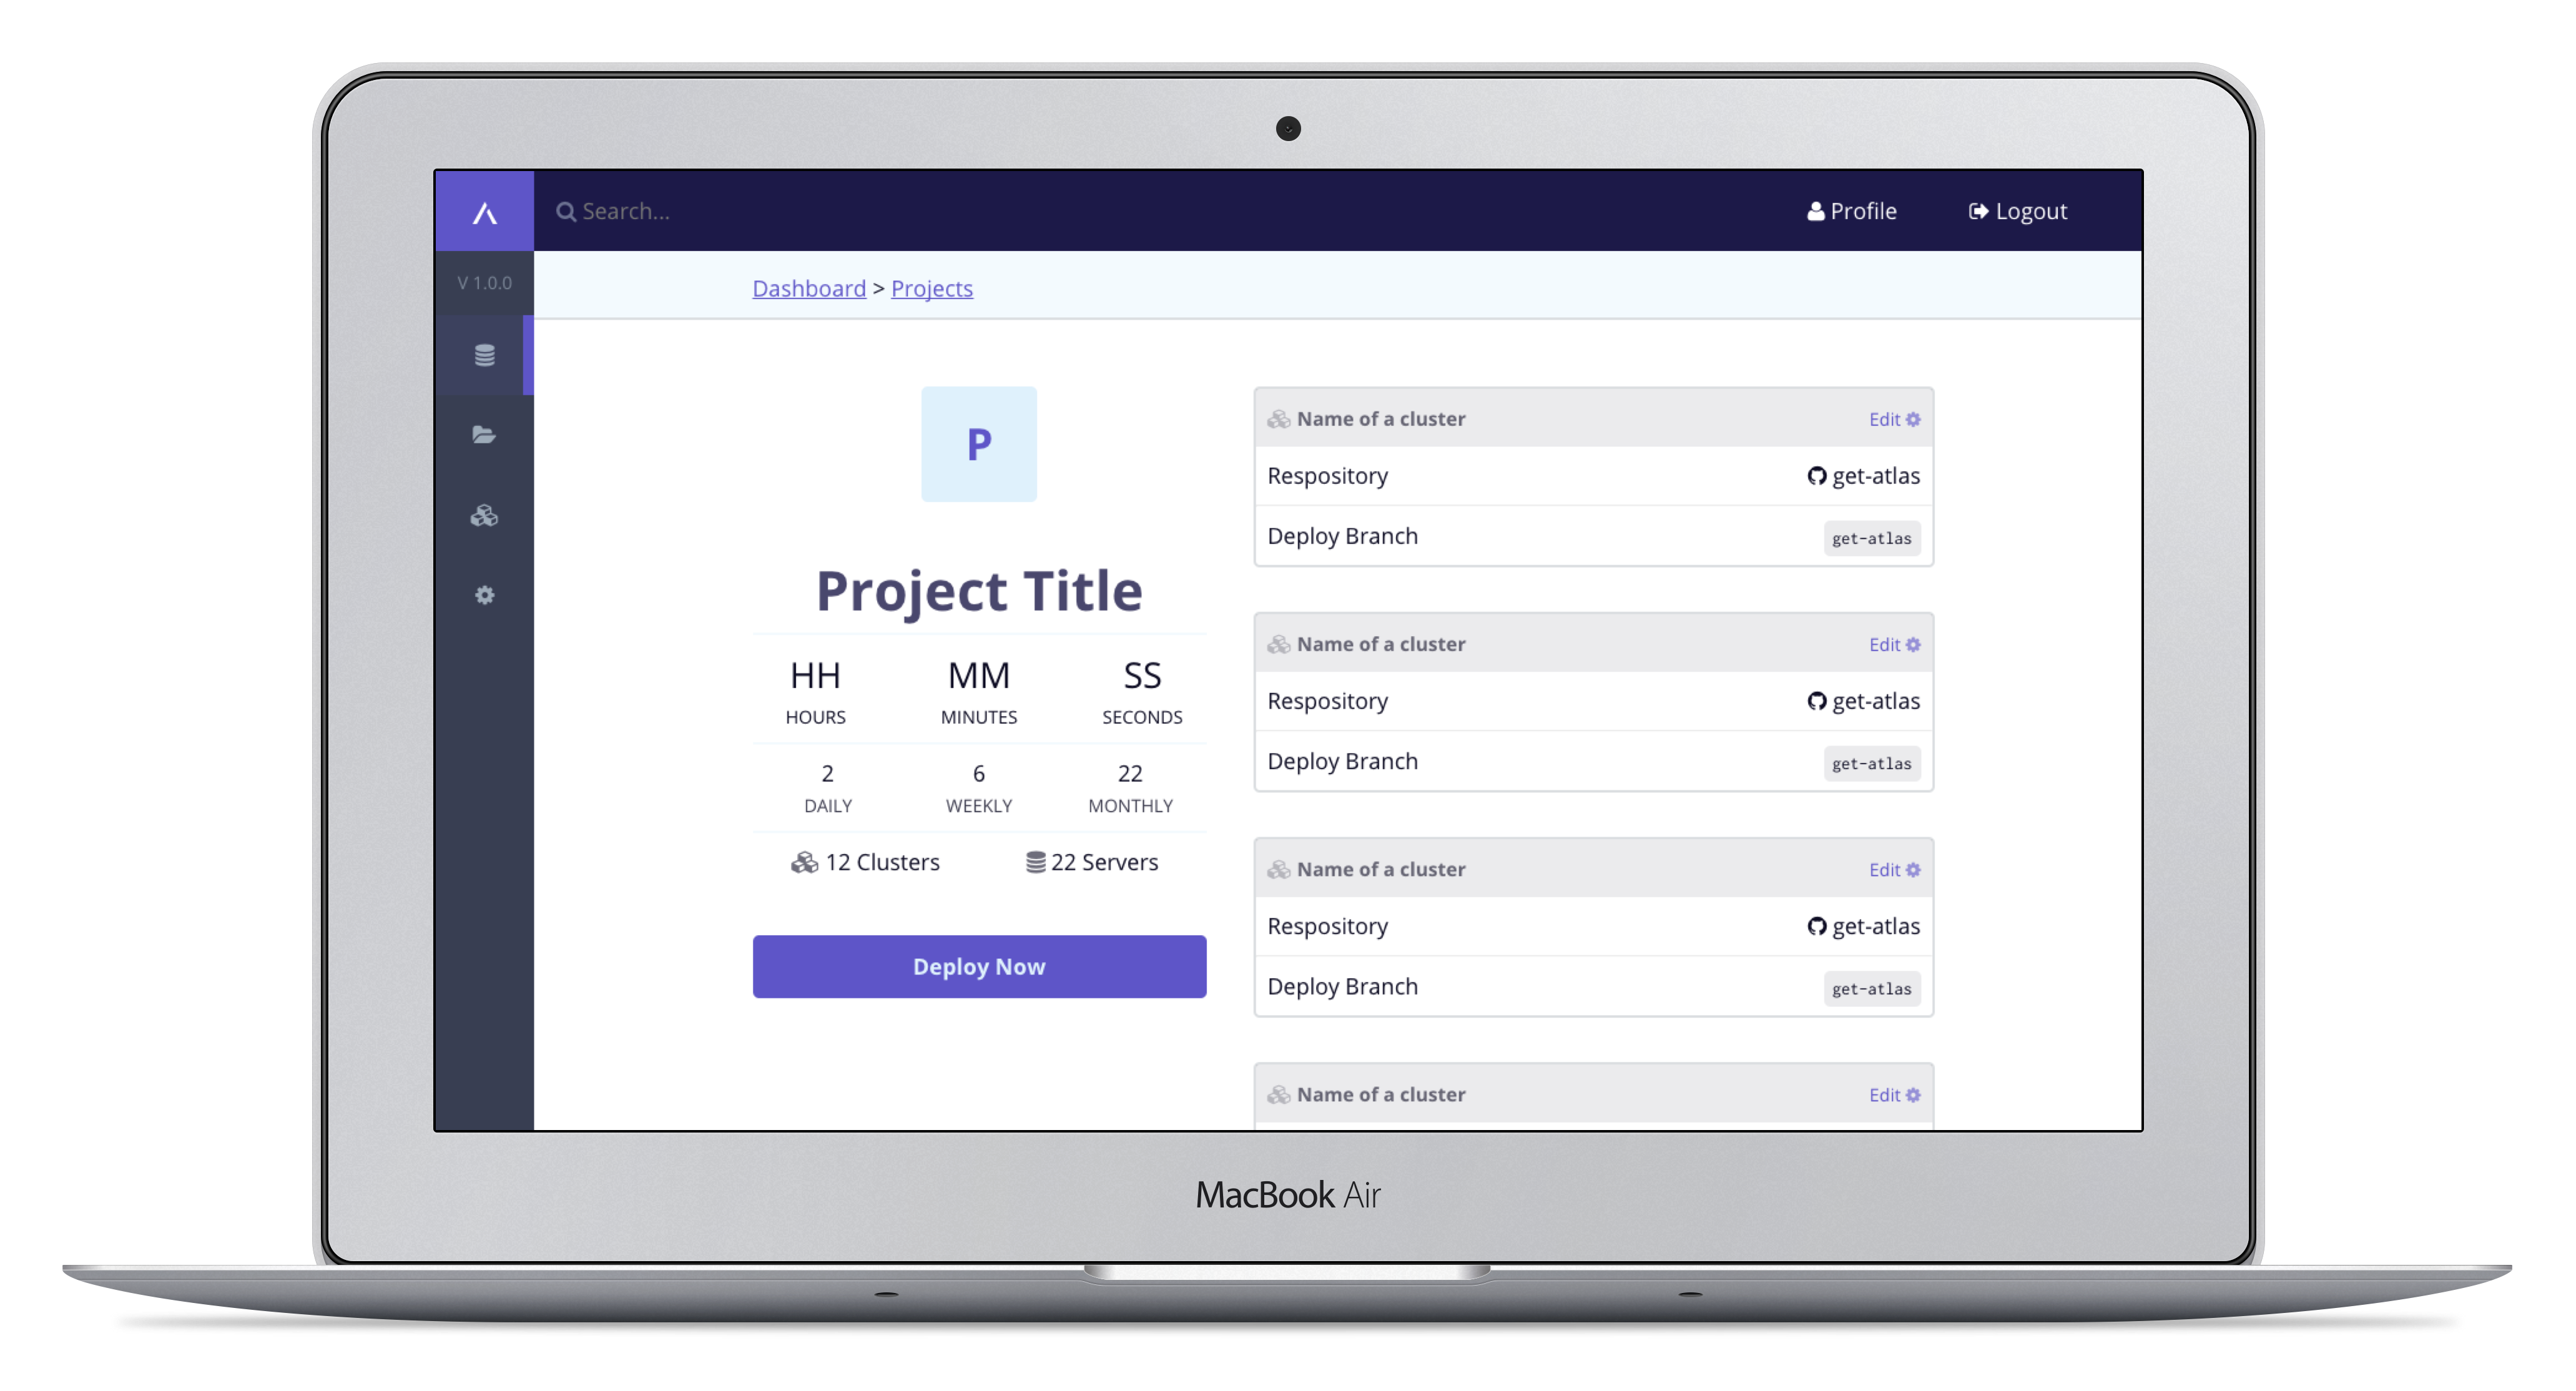 Search...
Profile
Logout
V 1.0.0
Dashboard > Projects
P
Project Title
HH MM SS
HOURS MINUTES SECONDS
2 6 22
DAILY WEEKLY MONTHLY
12 Clusters 22 Servers
Deploy Now
Name of a cluster Edit
Respository get-atlas
Deploy Branch get-atlas
Name of a cluster Edit
Respository get-atlas
Deploy Branch get-atlas
Name of a cluster Edit
Respository get-atlas
Deploy Branch get-atlas
Name of a cluster Edit
MacBook Air